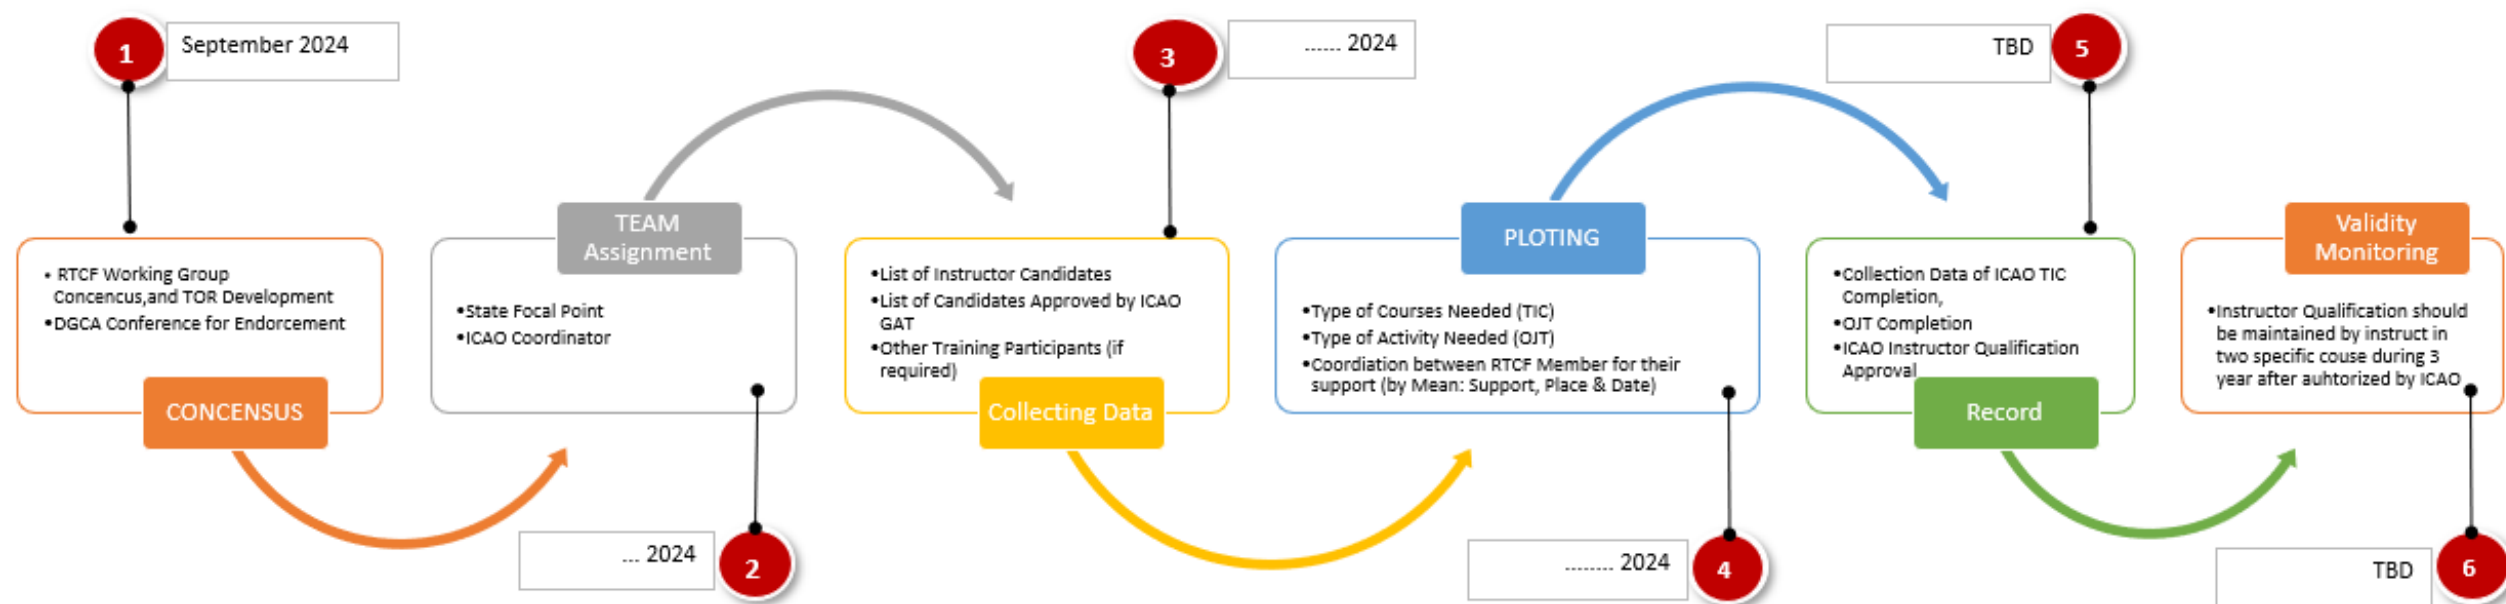 1
September 2024
• RTCF Working Group
Concencus,and TOR Development
•DGCA Conference for Endorcement
CONCENSUS
TEAM
Assignment
•State Focal Point
•ICAO Coordinator
... 2024
2
3
...... 2024
•List of Instructor Candidates
•List of Candidates Approved by ICAO
GAT
•Other Training Participants (if
required)
Collecting Data
PLOTING
•Type of Courses Needed (TIC)
•Type of Activity Needed (OJT)
•Coordiation between RTCF Member for their
support (by Mean: Support, Place & Date)
........ 2024
4
TBD
5
•Collection Data of ICAO TIC
Completion,
•OJT Completion
•ICAO Instructor Qualification
Approval
Record
Validity
Monitoring
•Instructor Qualification should
be maintained by instruct in
two specific couse during 3
year after auhtorized by ICAO
TBD
6